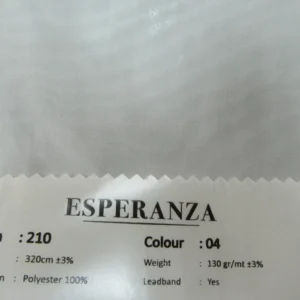 ESPERANZA
: 210 Colour : 04
: 320cm ±3% Weight : 130 gr/mt ±3%
: Polyester 100% Leadband : Yes